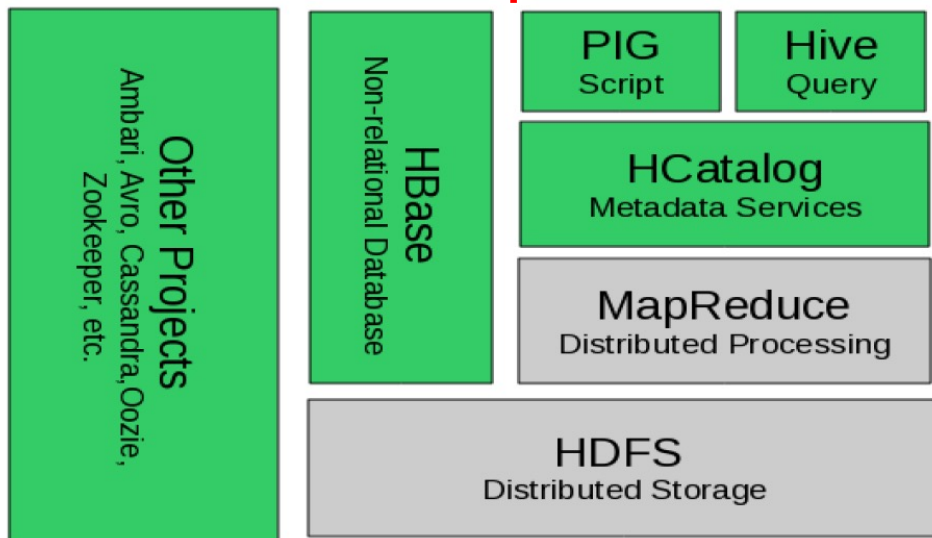 Other Projects
Ambari, Avro, Cassandra,Oozie,
Zookeeper, etc.
HBase
Non-relational Database
PIG
Script
Hive
Query
HCatalog
Metadata Services
MapReduce
Distributed Processing
HDFS
Distributed Storage